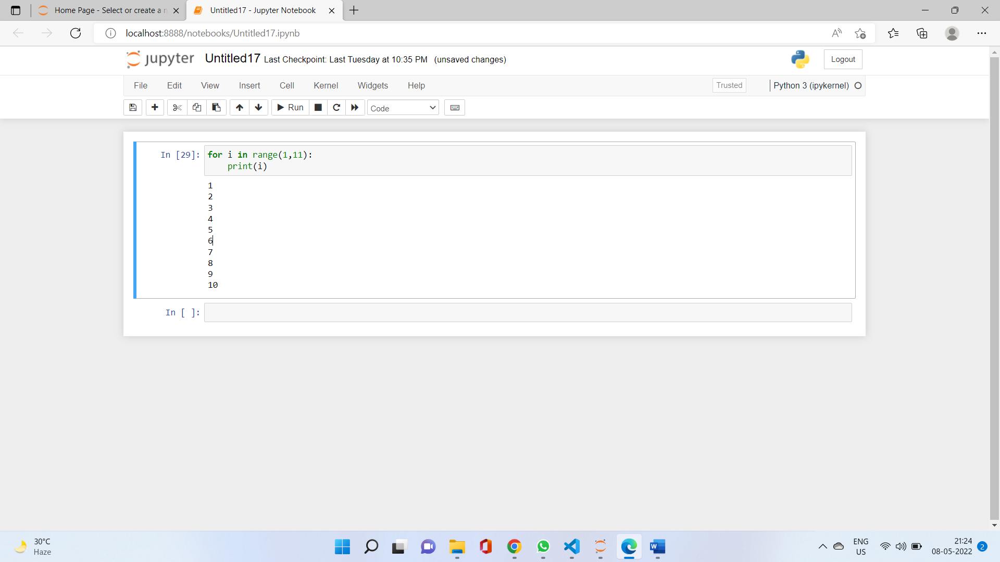 Home Page - Select or create a n
Untitled17 - Jupyter Notebook
localhost:8888/notebooks/Untitled17.ipynb
jupyter Untitled17 Last Checkpoint: Last Tuesday at 10:35 PM (unsaved changes)
Logout
File Edit View Insert Cell Kernel Widgets Help
Trusted
Python 3 (ipykernel)
Run
Code
In [29]: for i in range(1,11):
print(i)
1
2
3
4
5
6
7
8
9
10
In [ ]:
30°C
Haze
ENG
US
21:24
08-05-2022
2